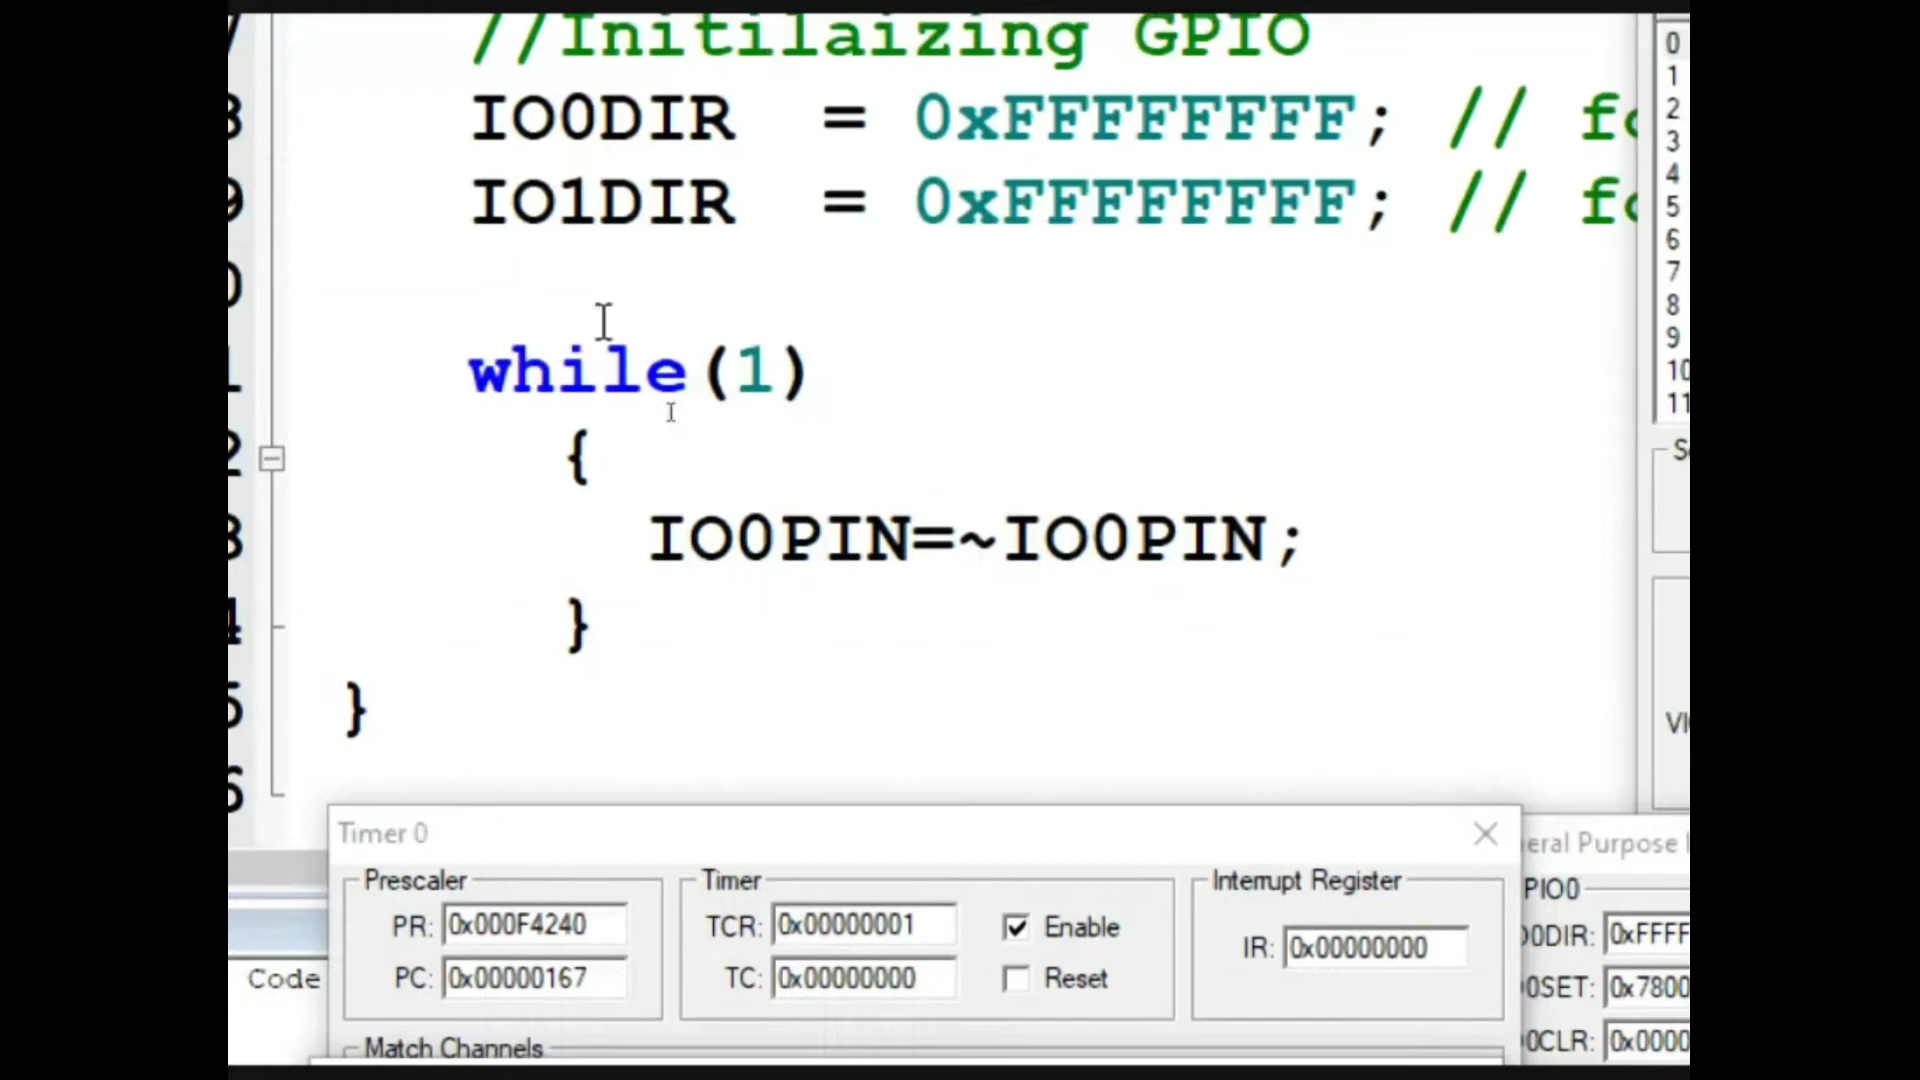 //Initilaizing GPIO
IO0DIR = 0xFFFFFFFF; // fo
IO1DIR = 0xFFFFFFFF; // fo
while(1)
{
IO0PIN=~IO0PIN;
}
}
0
1
2
3
4
5
6
7
8
9
10
11
Timer 0
Prescaler
PR: 0x000F4240
PC: 0x00000167
Timer
TCR: 0x00000001 Enable
TC: 0x00000000 Reset
Interrupt Register
IR: 0x00000000
Match Channels
Code
eral Purpose
PIO0
0DIR: 0xFFFF
0SET: 0x7800
0CLR: 0x0000